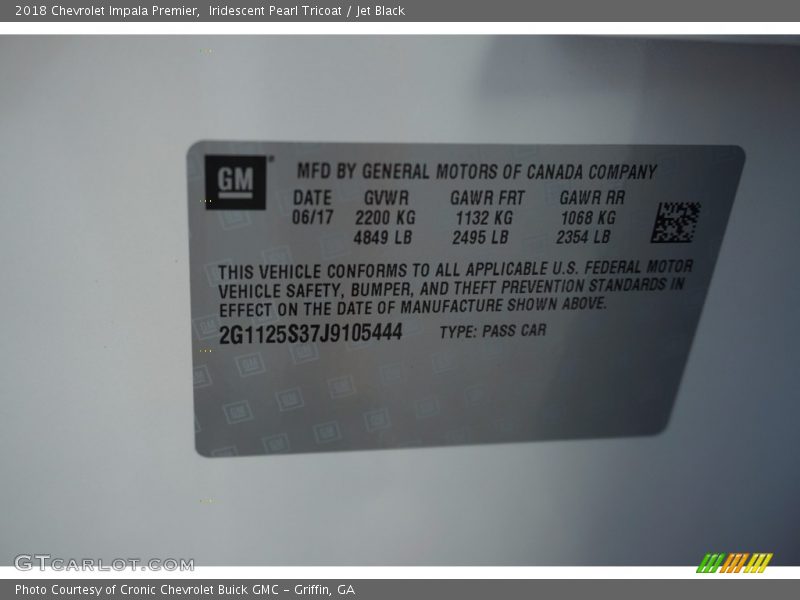 2018 Chevrolet Impala Premier,  Iridescent Pearl Tricoat / Jet Black
GM®
MFD BY GENERAL MOTORS OF CANADA COMPANY
DATE GVWR GAWR FRT GAWR RR
06/17 2200 KG 1132 KG 1068 KG
4849 LB 2495 LB 2354 LB
THIS VEHICLE CONFORMS TO ALL APPLICABLE U.S. FEDERAL MOTOR
VEHICLE SAFETY, BUMPER, AND THEFT PREVENTION STANDARDS IN
EFFECT ON THE DATE OF MANUFACTURE SHOWN ABOVE.
2G1125S37J9105444 TYPE: PASS CAR
GTCARLOT.COM
Photo Courtesy of Cronic Chevrolet Buick GMC – Griffin, GA